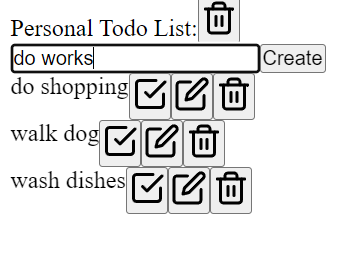 Personal Todo List:
do works Create
do shopping
walk dog
wash dishes